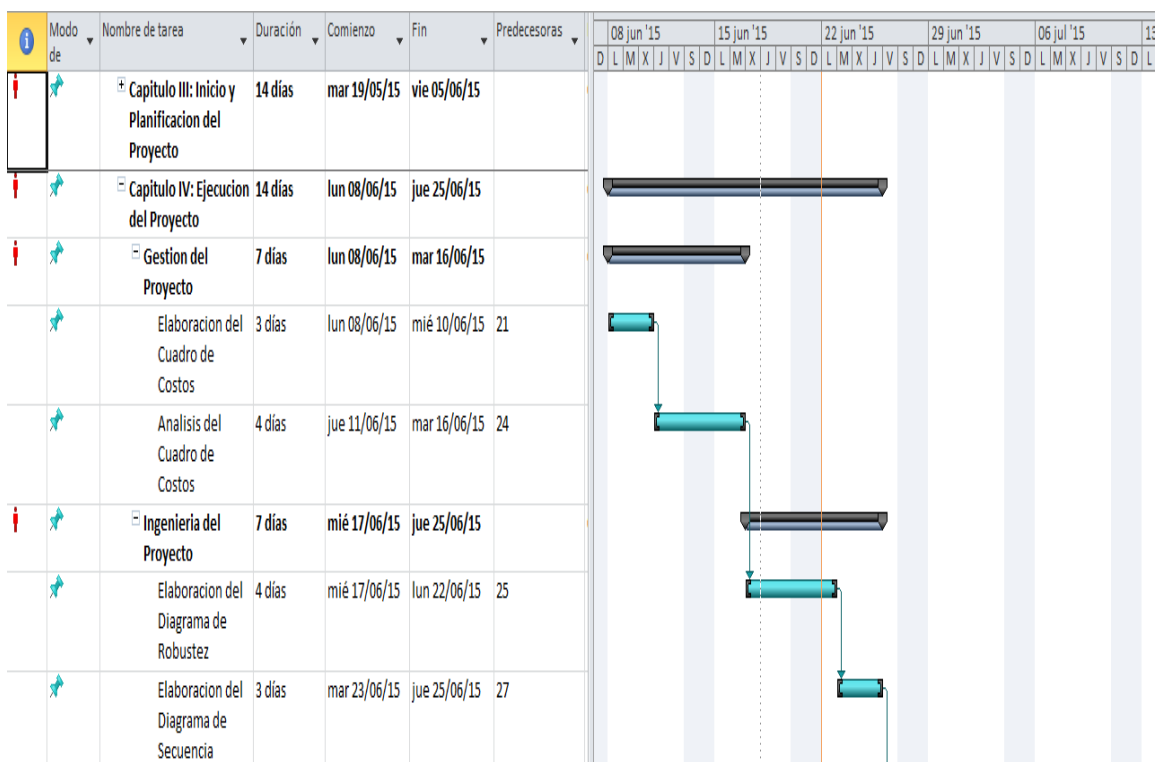 Modo de
Nombre de tarea
Duración
Comienzo
Fin
Predecesoras
08 jun '15
15 jun '15
22 jun '15
29 jun '15
06 jul '15
13
D L M X J V S D L M X J V S D L M X J V S D L M X J V S D L M X J V S D L
Capitulo III: Inicio y 14 días mar 19/05/15 vie 05/06/15
Planificacion del
Proyecto
Capitulo IV: Ejecucion 14 días lun 08/06/15 jue 25/06/15
del Proyecto
Gestion del 7 días lun 08/06/15 mar 16/06/15
Proyecto
Elaboracion del 3 días lun 08/06/15 mié 10/06/15 21
Cuadro de
Costos
Analisis del 4 días jue 11/06/15 mar 16/06/15 24
Cuadro de
Costos
Ingenieria del 7 días mié 17/06/15 jue 25/06/15
Proyecto
Elaboracion del 4 días mié 17/06/15 lun 22/06/15 25
Diagrama de
Robustez
Elaboracion del 3 días mar 23/06/15 jue 25/06/15 27
Diagrama de
Secuencia